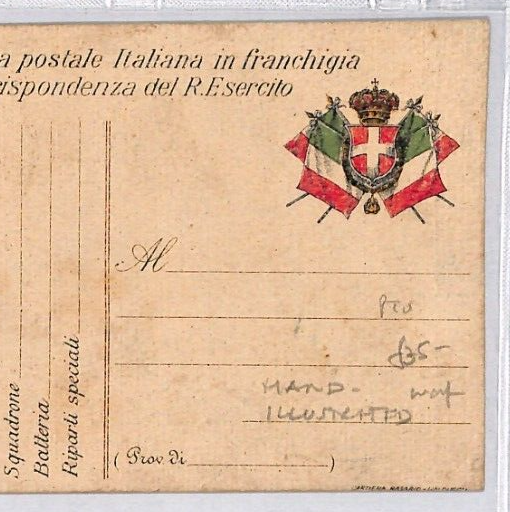 a postale Italiana in franchigia
rispondenza del R. Esercito
Squadrone
Batteria
Riparti speciali
Al
£35-
HAND-
ILLUSTRATED
(Prov di )